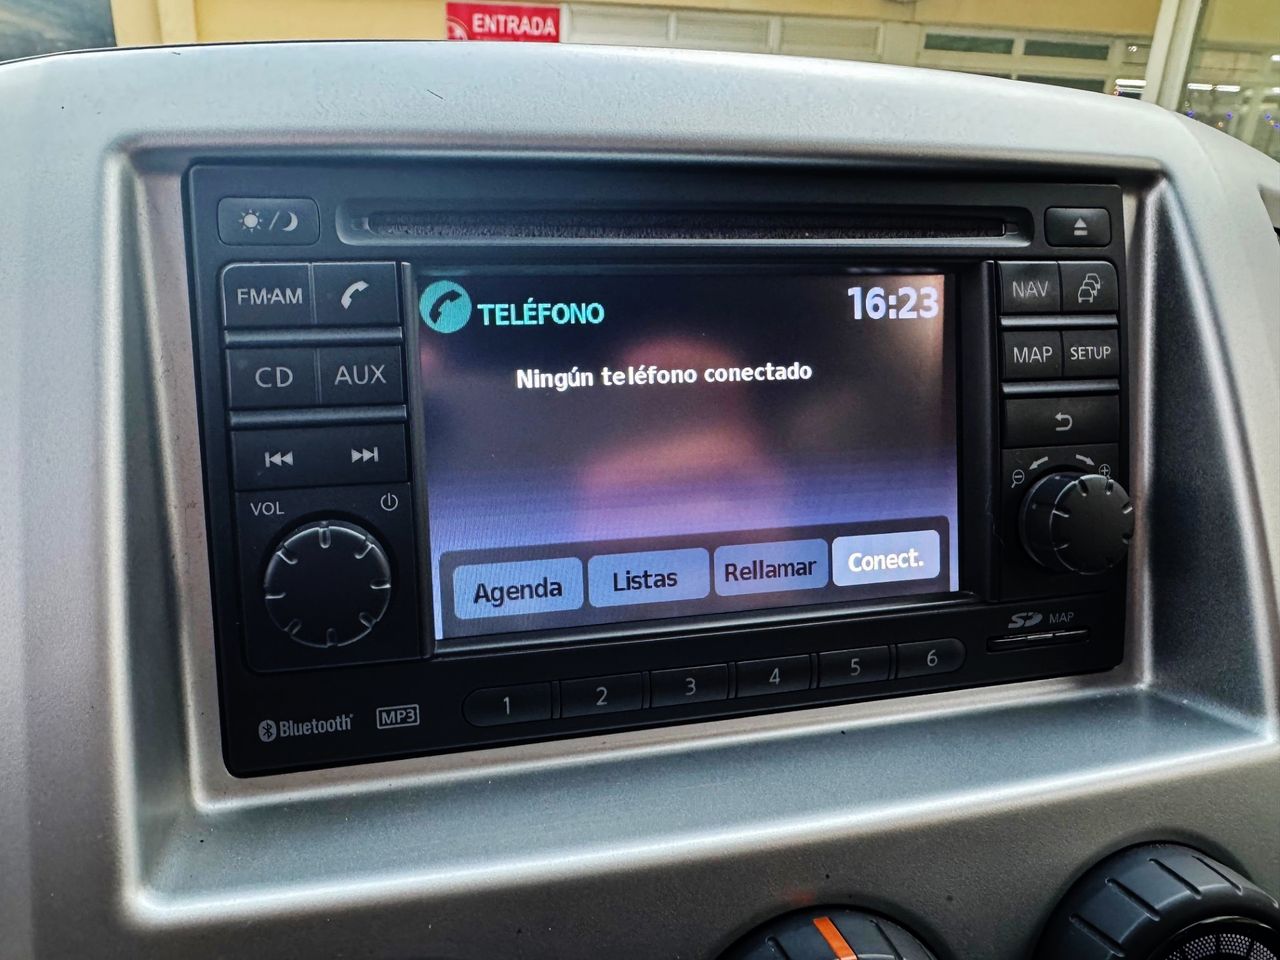 ENTRADA
FM·AM
CD
AUX
VOL
TELÉFONO
16:23
Ningún teléfono conectado
Agenda
Listas
Rellamar
Conect.
NAV
MAP
SETUP
SD MAP
1
2
3
4
5
6
Bluetooth
MP3